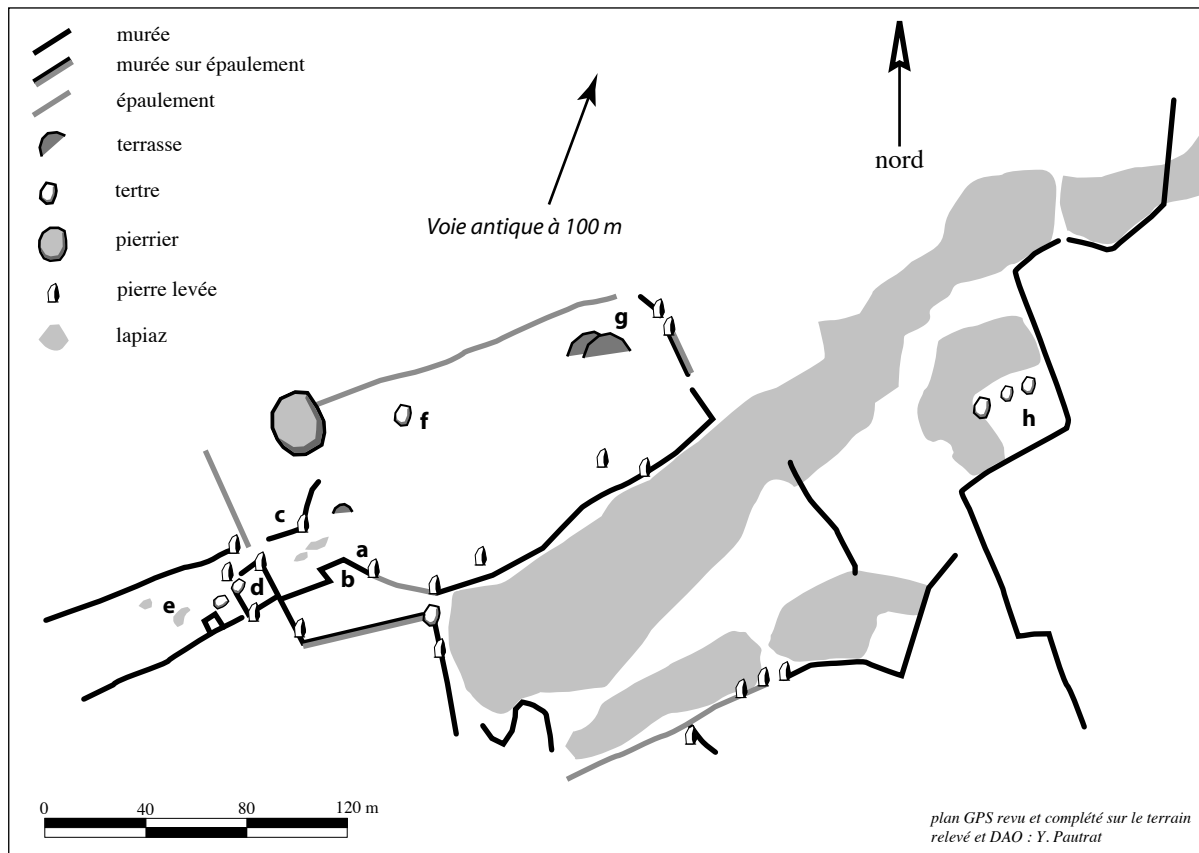 murée
murée sur épaulement
épaulement
terrasse
tertre
pierrier
pierre levée
lapiaz
nord
Voie antique à 100 m
g
f
h
c
a
b
d
e
0 40 80 120 m
plan GPS revu et complété sur le terrain
relevé et DAO : Y. Pautrat